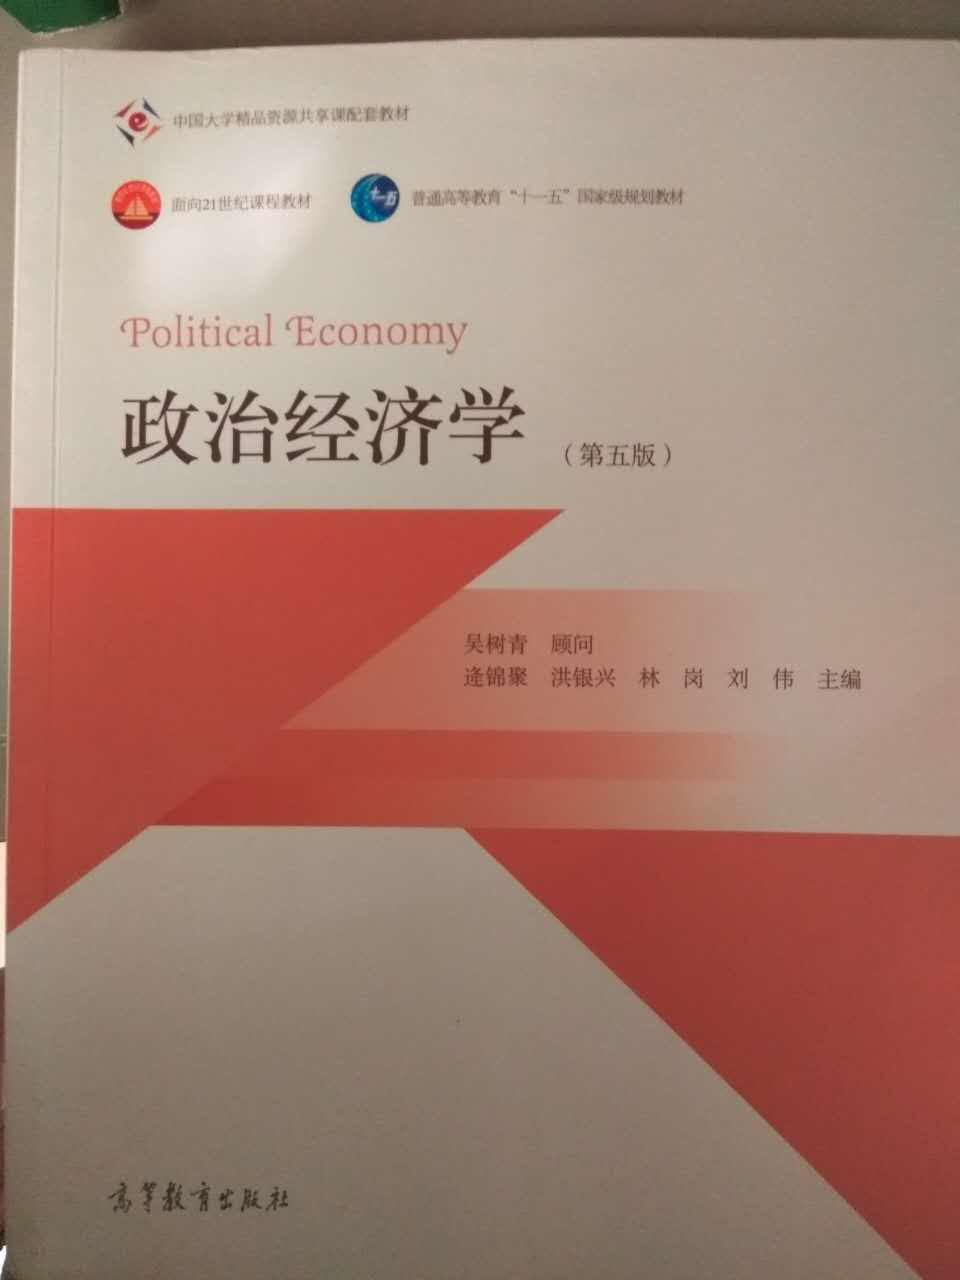 中国大学精品资源共享课配套教材
面向21世纪课程教材
十一五
普通高等教育“十一五”国家级规划教材
Political Economy
政治经济学
（第五版）
吴树青 顾问
逄锦聚 洪银兴 林 岗 刘 伟 主编
高等教育出版社